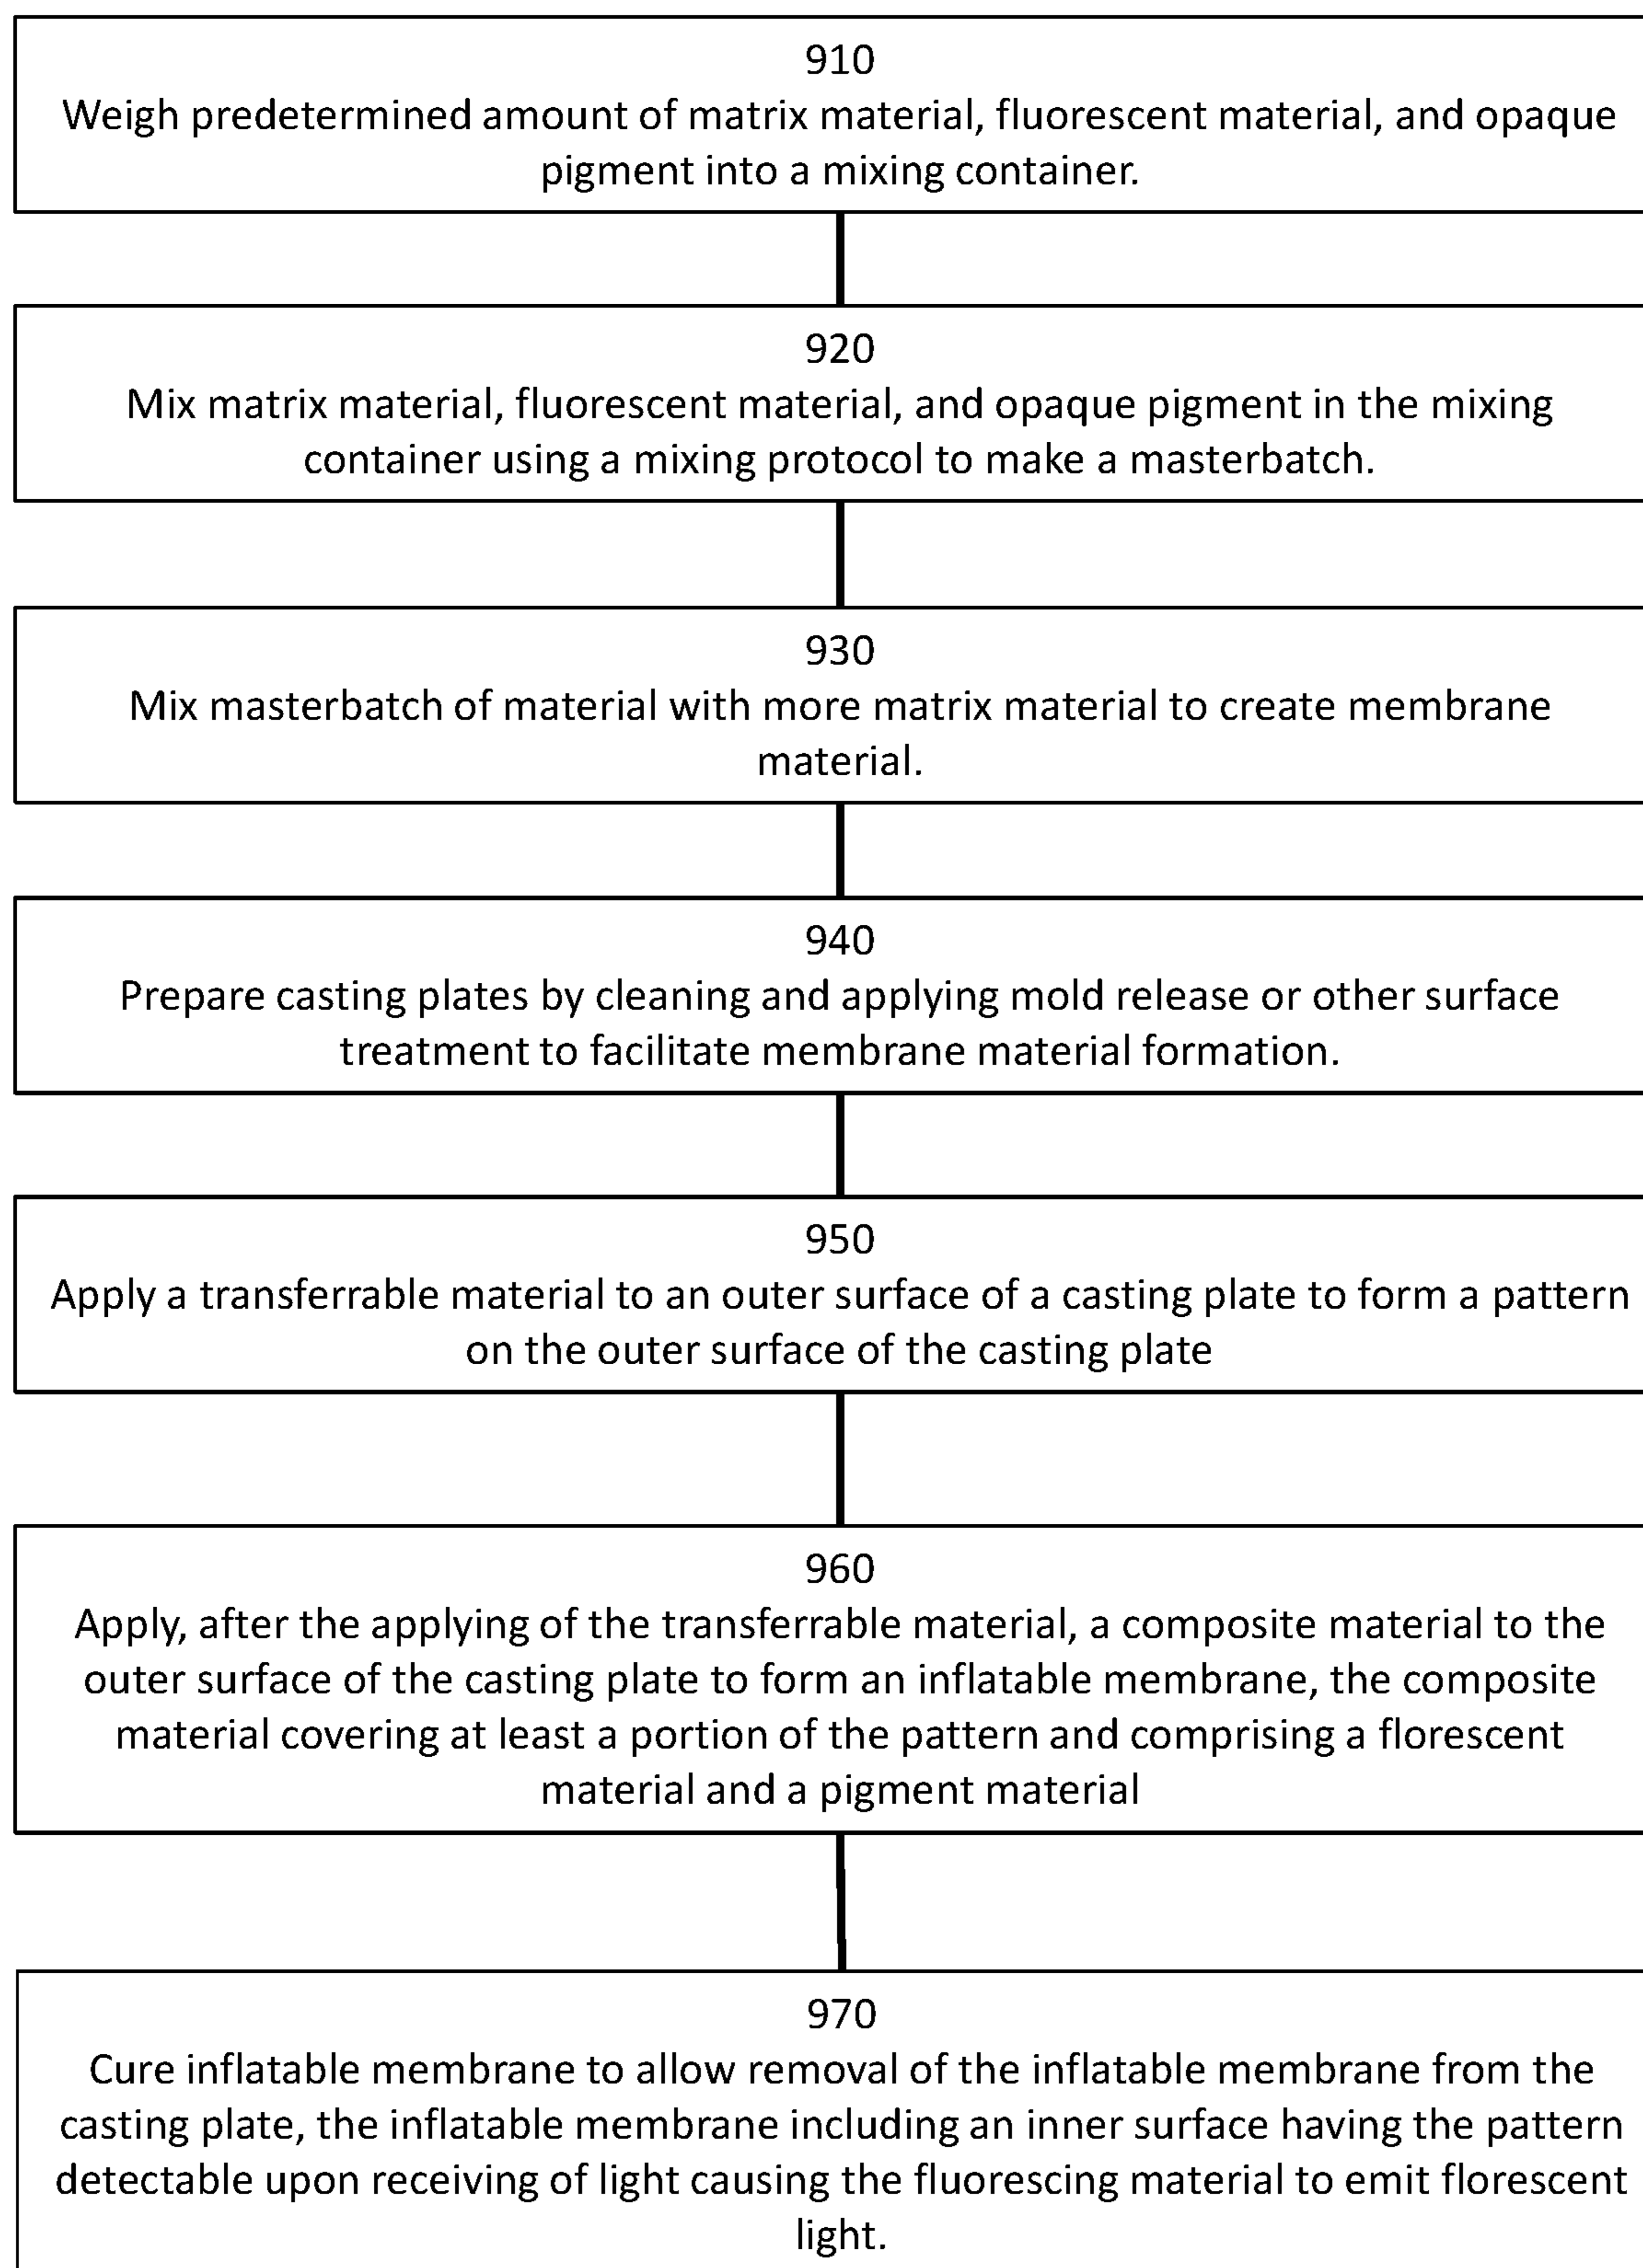 910
Weigh predetermined amount of matrix material, fluorescent material, and opaque
pigment into a mixing container.
920
Mix matrix material, fluorescent material, and opaque pigment in the mixing
container using a mixing protocol to make a masterbatch.
930
Mix masterbatch of material with more matrix material to create membrane
material.
940
Prepare casting plates by cleaning and applying mold release or other surface
treatment to facilitate membrane material formation.
950
Apply a transferrable material to an outer surface of a casting plate to form a pattern
on the outer surface of the casting plate
960
Apply, after the applying of the transferrable material, a composite material to the
outer surface of the casting plate to form an inflatable membrane, the composite
material covering at least a portion of the pattern and comprising a florescent
material and a pigment material
970
Cure inflatable membrane to allow removal of the inflatable membrane from the
casting plate, the inflatable membrane including an inner surface having the pattern
detectable upon receiving of light causing the fluorescing material to emit florescent
light.